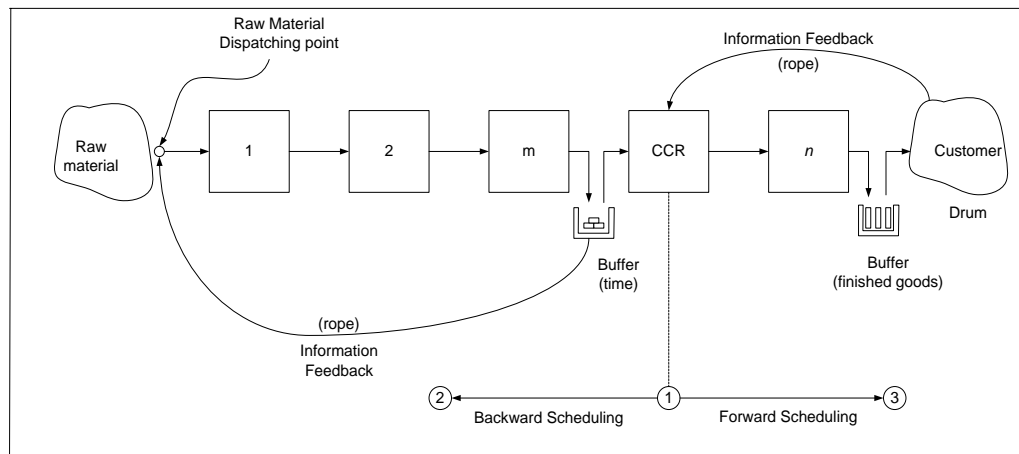 Raw Material
Dispatching point
Information Feedback
(rope)
Raw
material
1
2
m
CCR
n
Customer
Drum
Buffer
(time)
Buffer
(finished goods)
(rope)
Information
Feedback
2
1
3
Backward Scheduling
Forward Scheduling